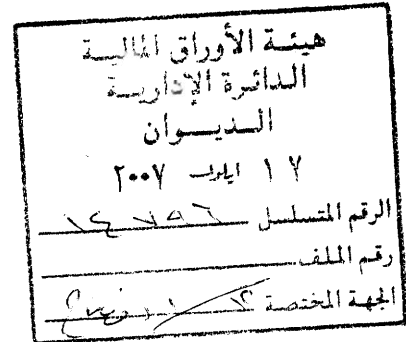 هيئة الأوراق المالية
الدائرة الإدارية
الديوان
١٧ ايلول ٢٠٠٧
الرقم المتسلسل
رقم الملف
الجهة المختصة